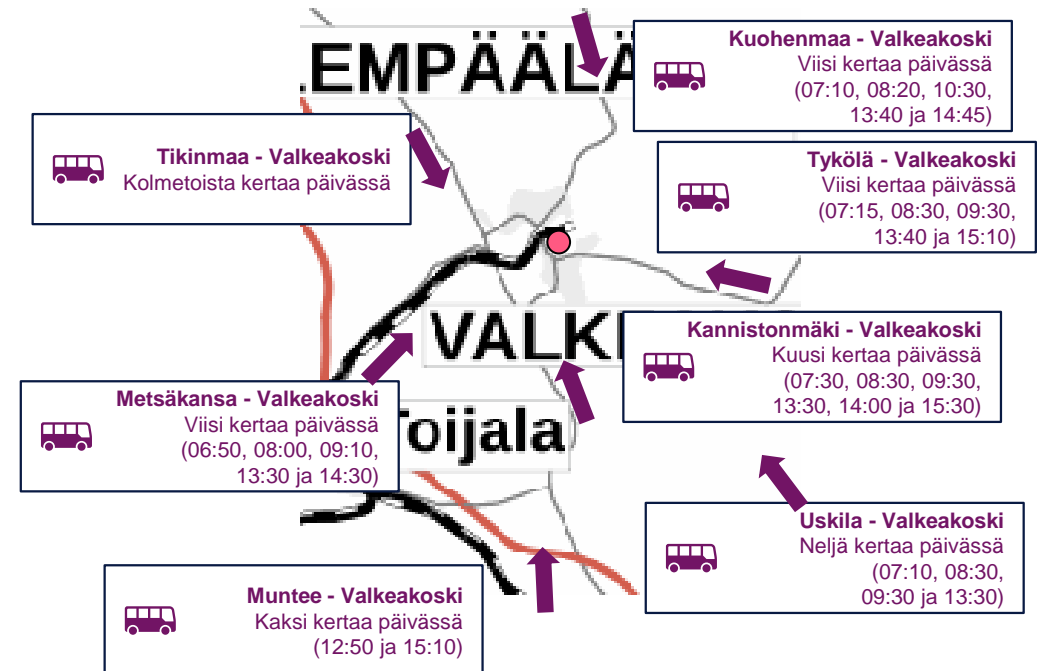 .EMPÄÄLÄ
Kuohenmaa - Valkeakoski
Viisi kertaa päivässä
(07:10, 08:20, 10:30,
13:40 ja 14:45)
Tikinmaa - Valkeakoski
Kolmetoista kertaa päivässä
Tykölä - Valkeakoski
Viisi kertaa päivässä
(07:15, 08:30, 09:30,
13:40 ja 15:10)
VALK
Kannistonmäki - Valkeakoski
Kuusi kertaa päivässä
(07:30, 08:30, 09:30,
13:30, 14:00 ja 15:30)
Metsäkansa - Valkeakoski
Viisi kertaa päivässä
(06:50, 08:00, 09:10,
13:30 ja 14:30)
Toijala
Uskila - Valkeakoski
Neljä kertaa päivässä
(07:10, 08:30,
09:30 ja 13:30)
Muntee - Valkeakoski
Kaksi kertaa päivässä
(12:50 ja 15:10)